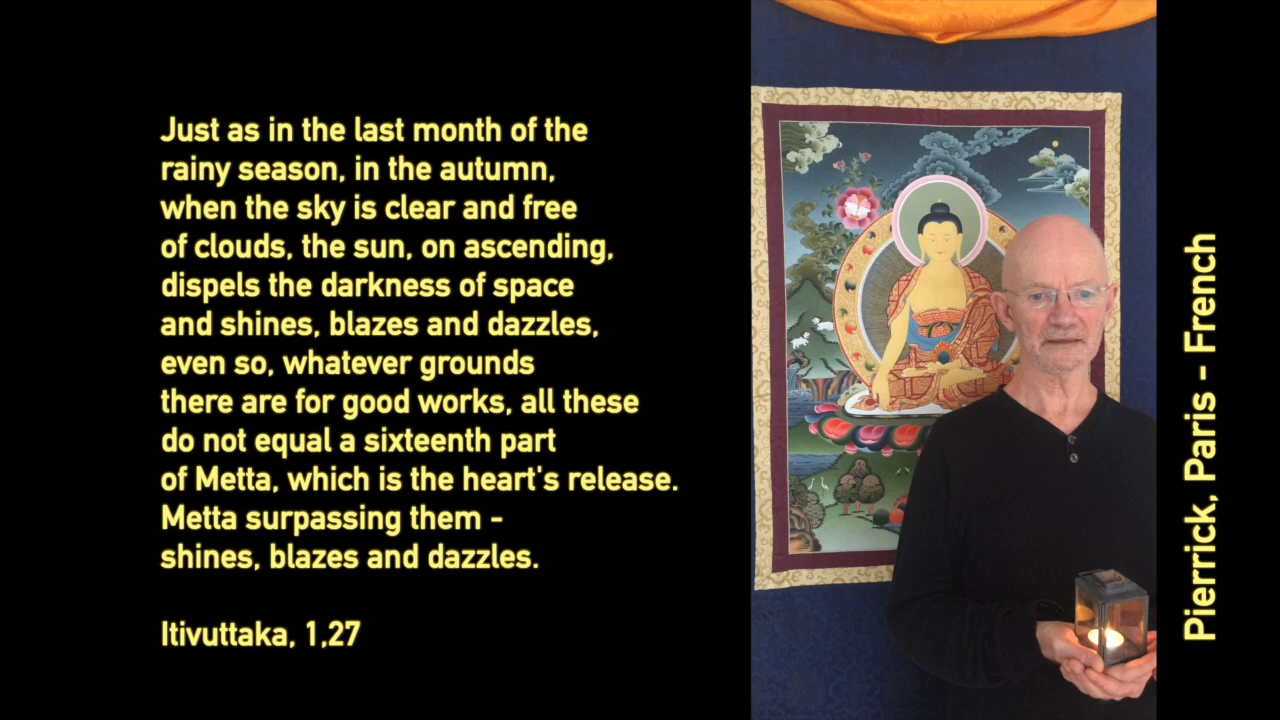 Just as in the last month of the
rainy season, in the autumn,
when the sky is clear and free
of clouds, the sun, on ascending,
dispels the darkness of space
and shines, blazes and dazzles,
even so, whatever grounds
there are for good works, all these
do not equal a sixteenth part
of Metta, which is the heart's release.
Metta surpassing them -
shines, blazes and dazzles.
Itivuttaka, 1,27
Pierrick, Paris - French